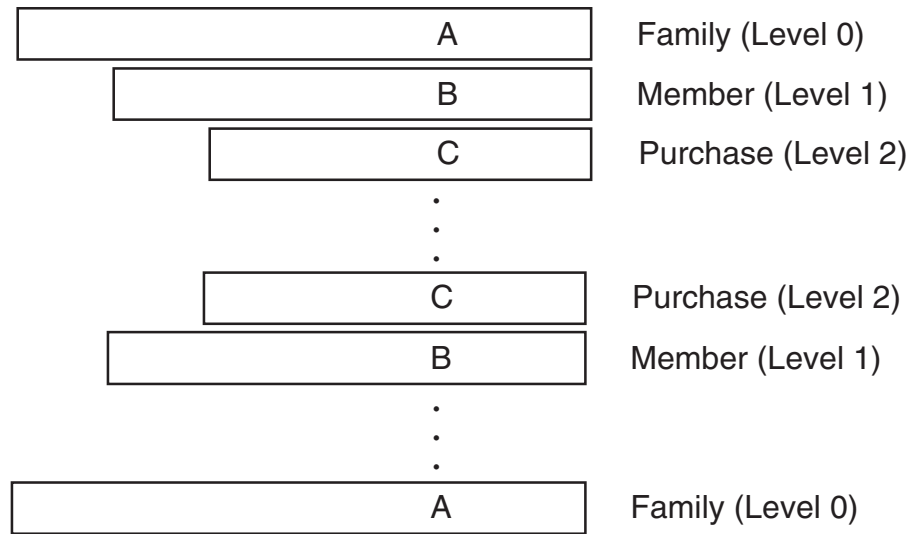 A Family (Level 0)
B Member (Level 1)
C Purchase (Level 2)
.
.
.
C Purchase (Level 2)
B Member (Level 1)
.
.
.
A Family (Level 0)